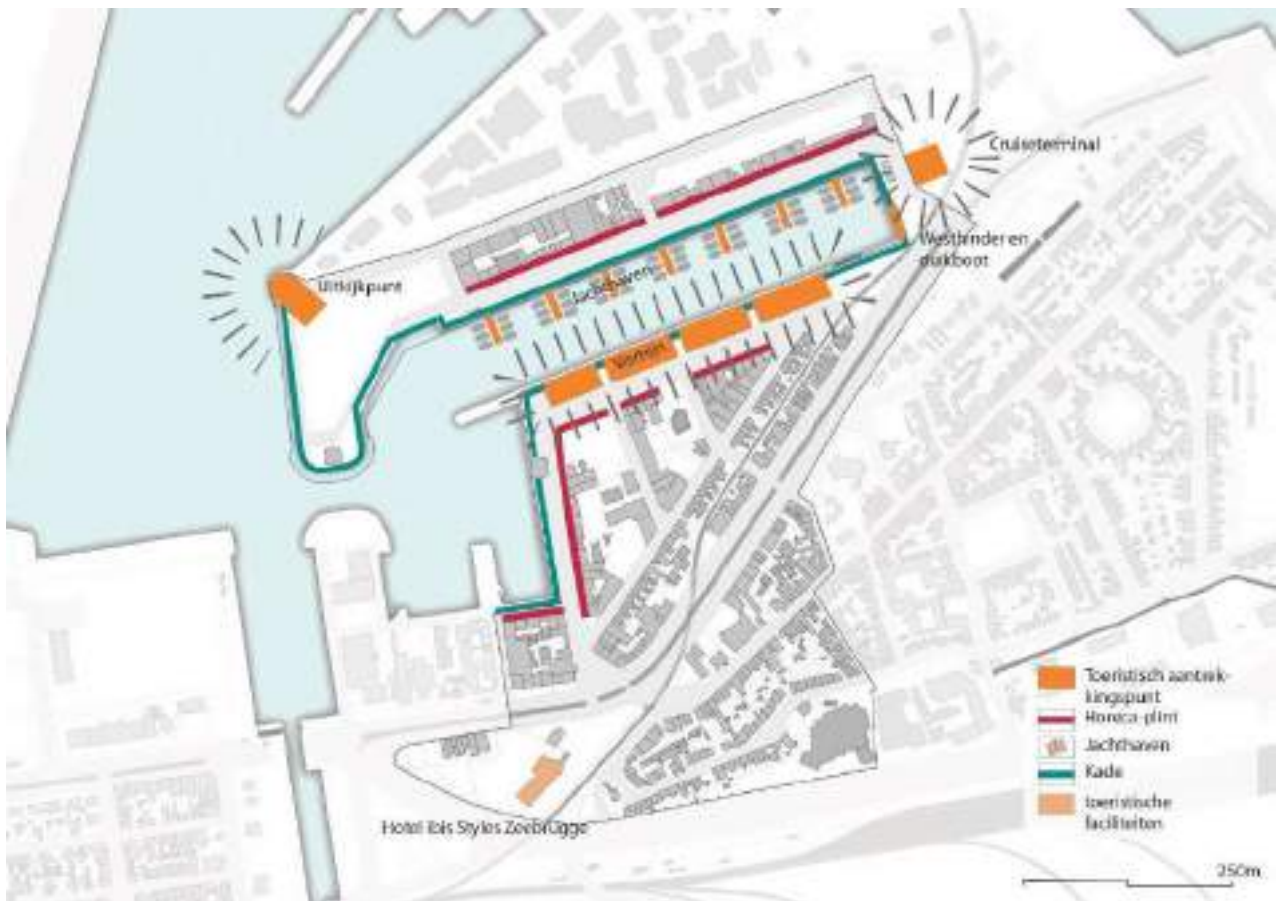 Cruiseterminal
Westhinder en
duikboot
Uitkijkpunt
Jachthaven
Hotel ibis Styles Zeebrugge
Toeristisch aantrek-
kingspunt
Horeca-plint
Jachthaven
Kade
toeristische
faciliteiten
250m